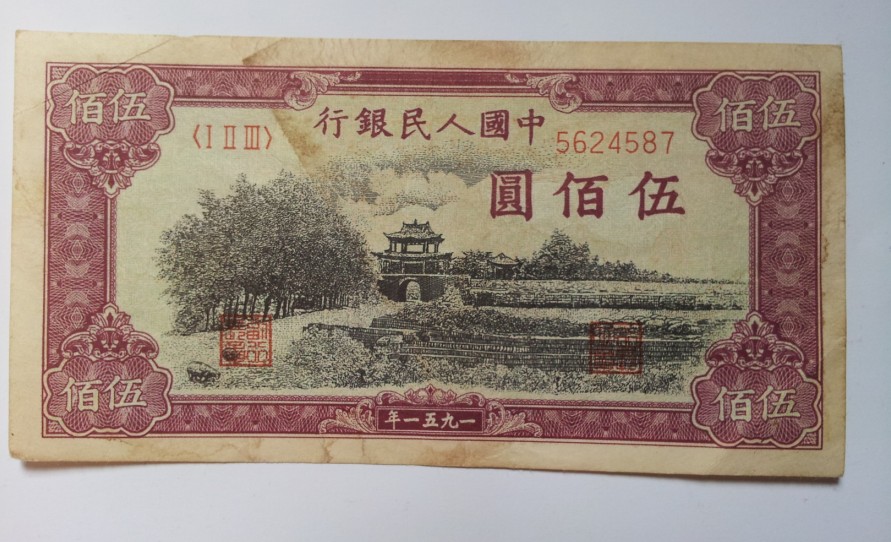 伍佰
伍佰
中國人民銀行
〈I II III〉
5624587
伍佰圓
伍佰
一九五一年
伍佰